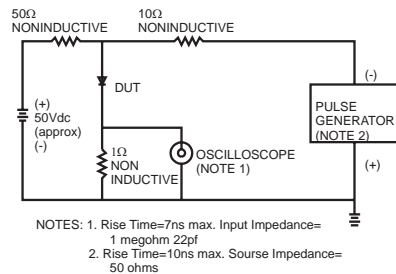 50Ω
NONINDUCTIVE
10Ω
NONINDUCTIVE
DUT
(+)
50Vdc
(approx)
(-)
1Ω
NON
INDUCTIVE
OSCILLOSCOPE
(NOTE 1)
(-)
PULSE
GENERATOR
(NOTE 2)
(+)
NOTES: 1. Rise Time=7ns max. Input Impedance=
1 megohm 22pf
2. Rise Time=10ns max. Sourse Impedance=
50 ohms